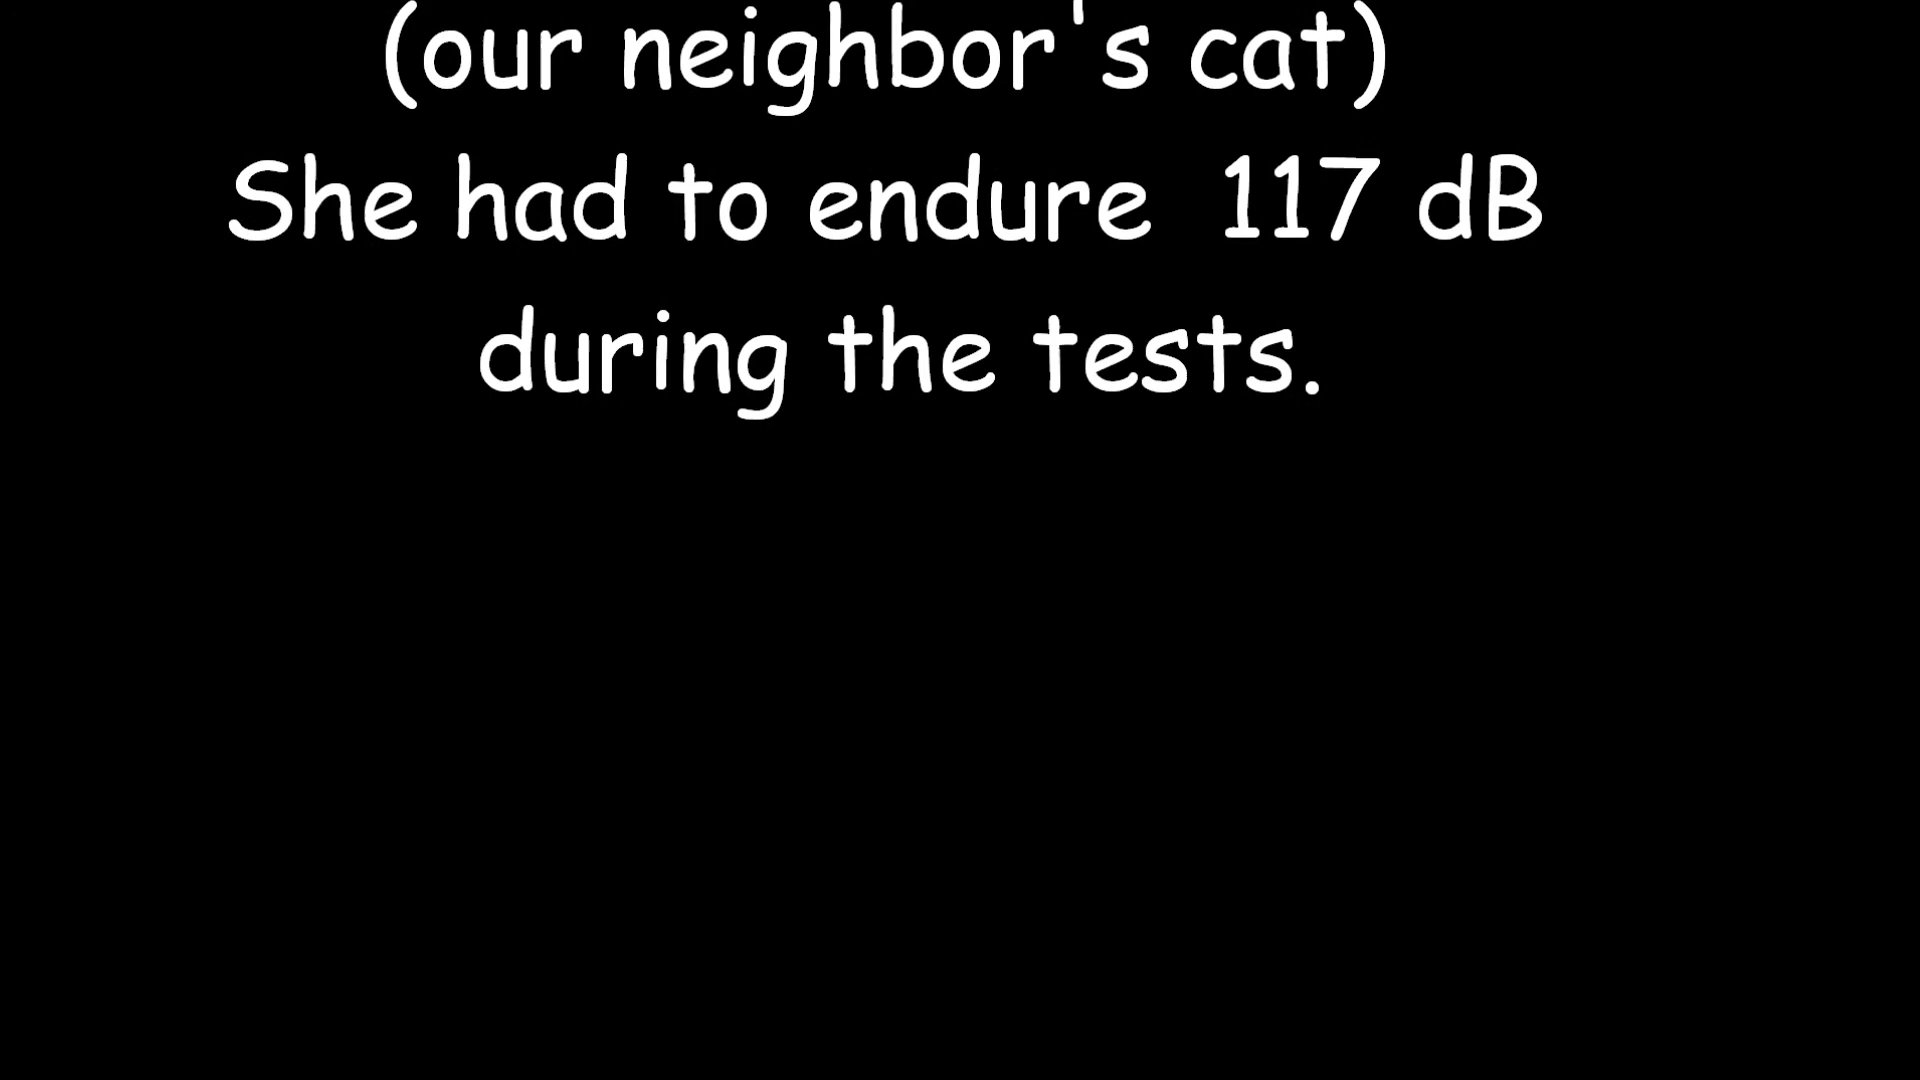 (our neighbor's cat)
She had to endure  117 dB
during the tests.